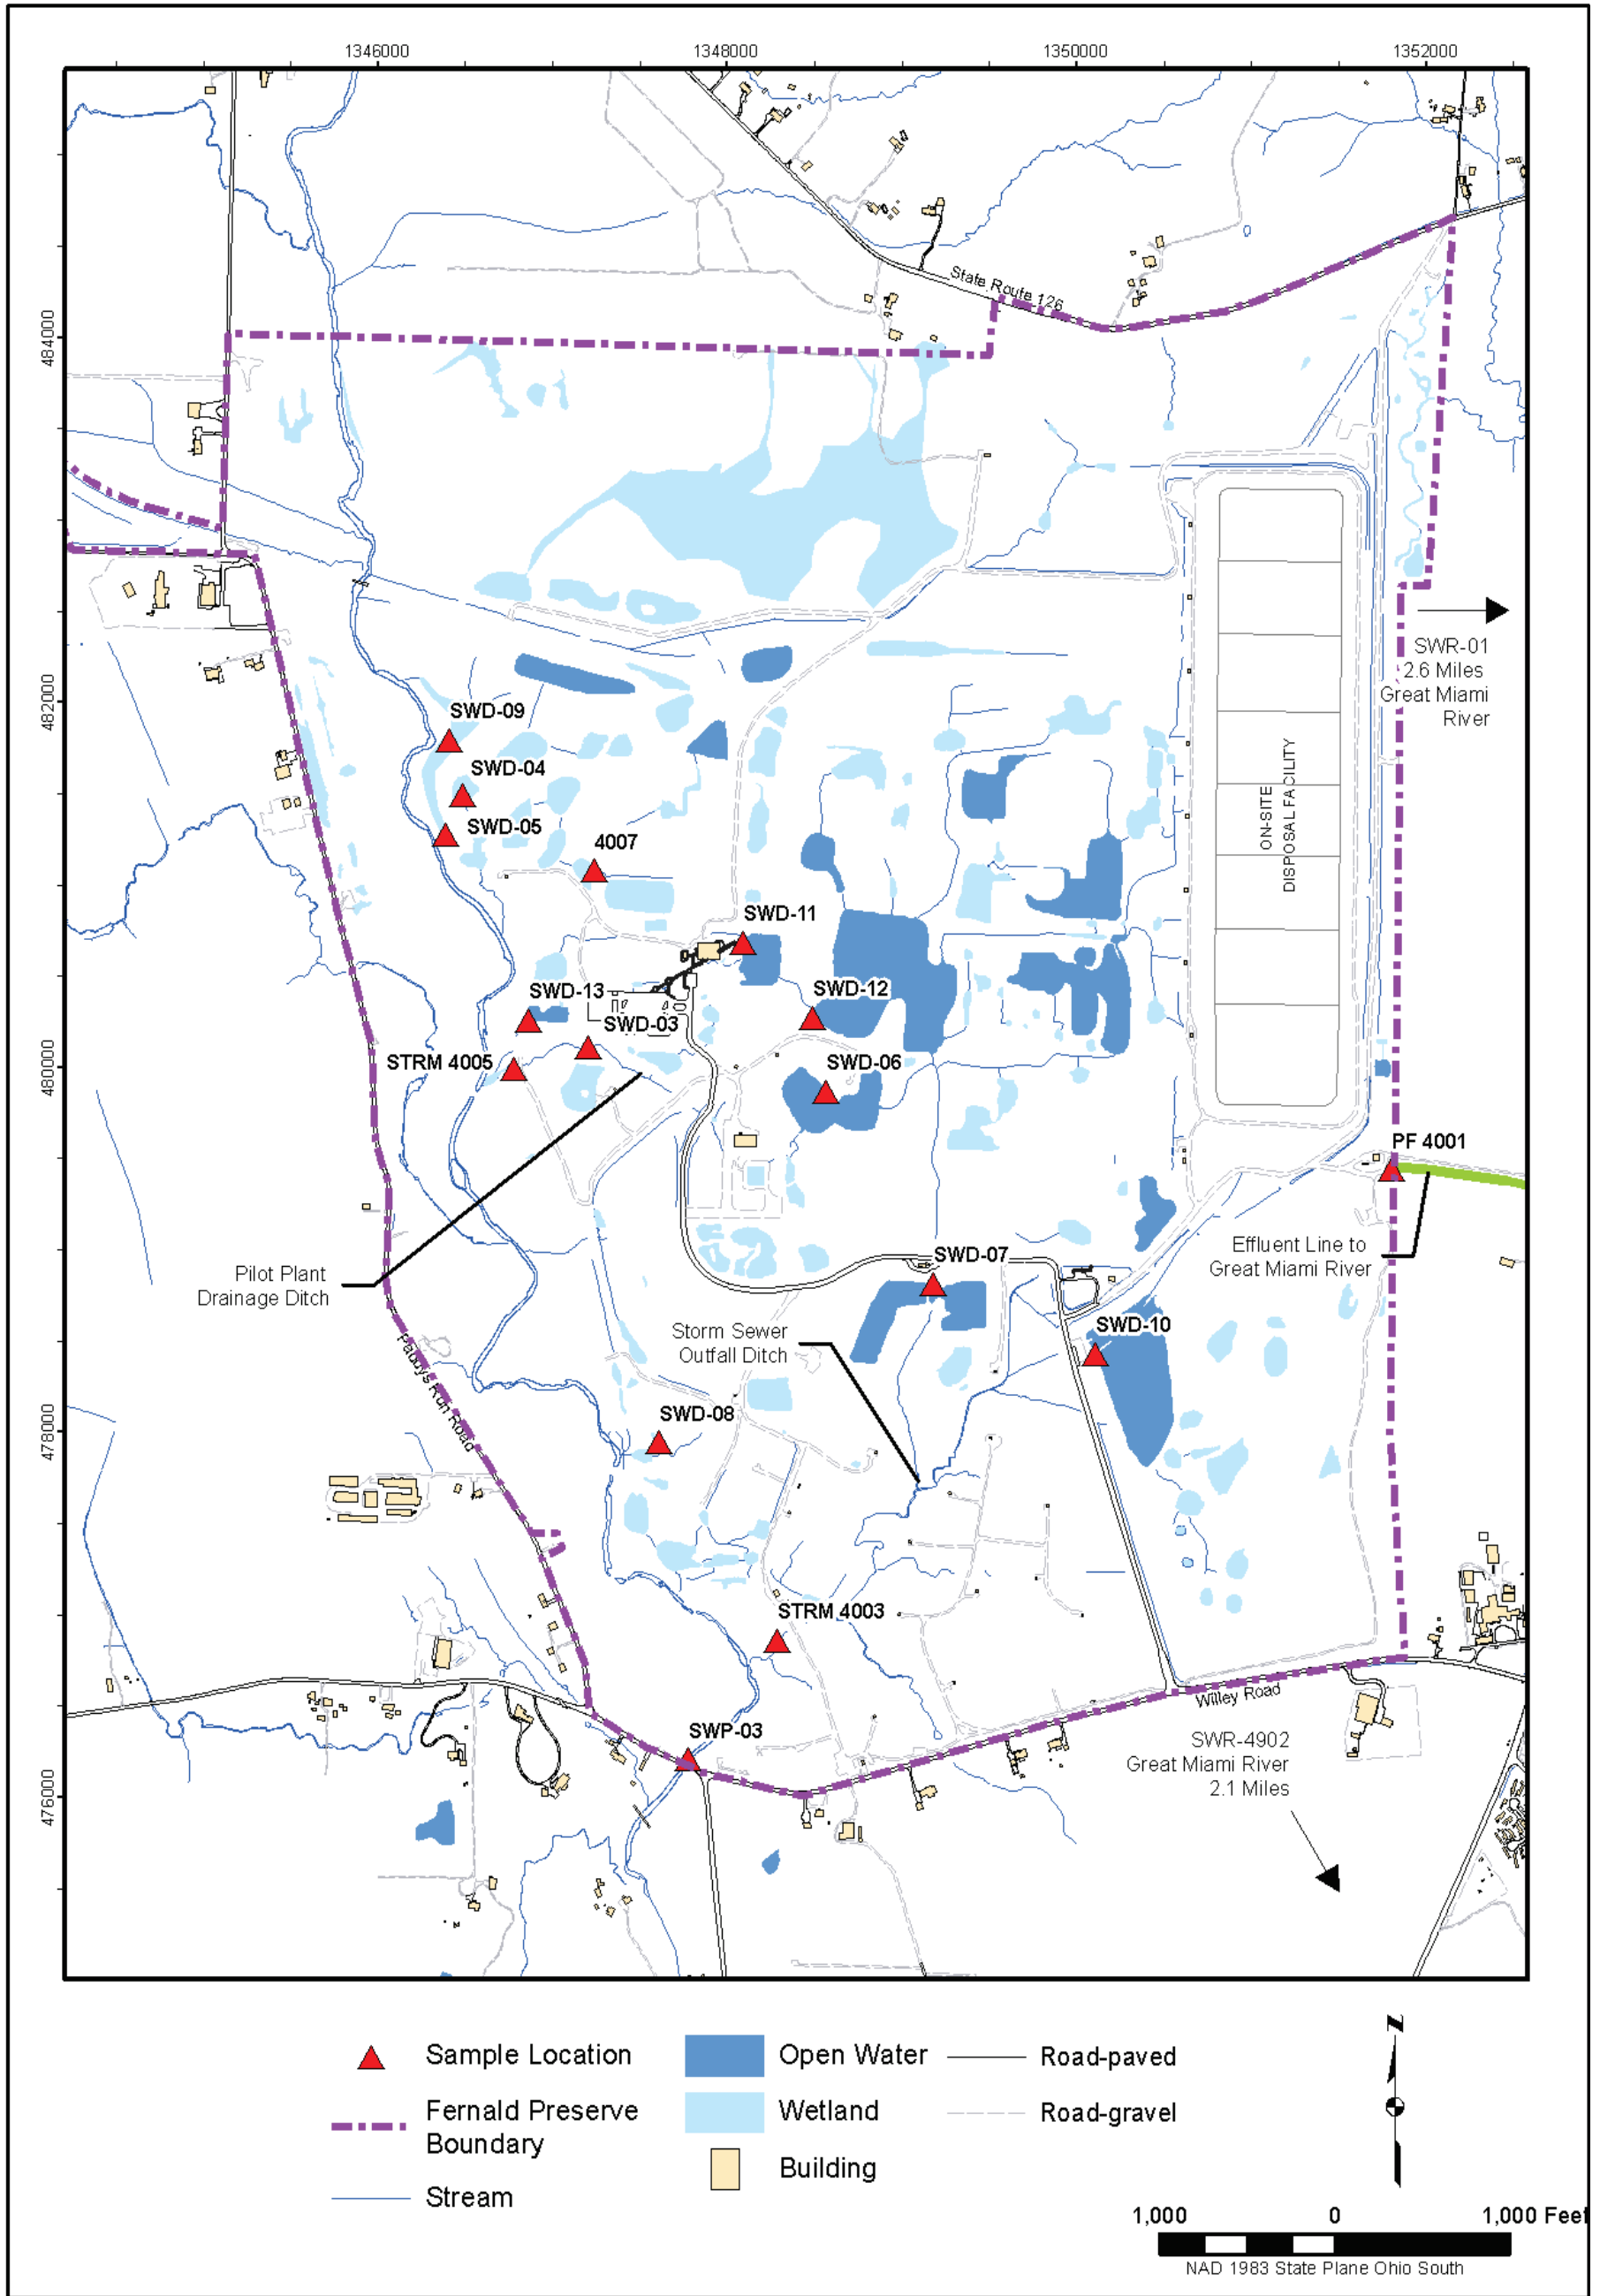 1346000
1348000
1350000
1352000
484000
482000
480000
478000
476000
State Route 126
SWR-01
2.6 Miles
Great Miami
River
SWD-09
SWD-04
SWD-05
4007
ON-SITE
DISPOSAL FACILITY
SWD-11
SWD-13
SWD-12
SWD-03
STRM 4005
SWD-06
PF 4001
Effluent Line to
Great Miami River
Pilot Plant
Drainage Ditch
SWD-07
Storm Sewer
Outfall Ditch
SWD-10
Paddys Run Road
SWD-08
STRM 4003
Willey Road
SWP-03
SWR-4902
Great Miami River
2.1 Miles
Sample Location
Fernald Preserve
Boundary
Stream
Open Water
Wetland
Building
Road-paved
Road-gravel
N
1,000 0 1,000 Feet
NAD 1983 State Plane Ohio South